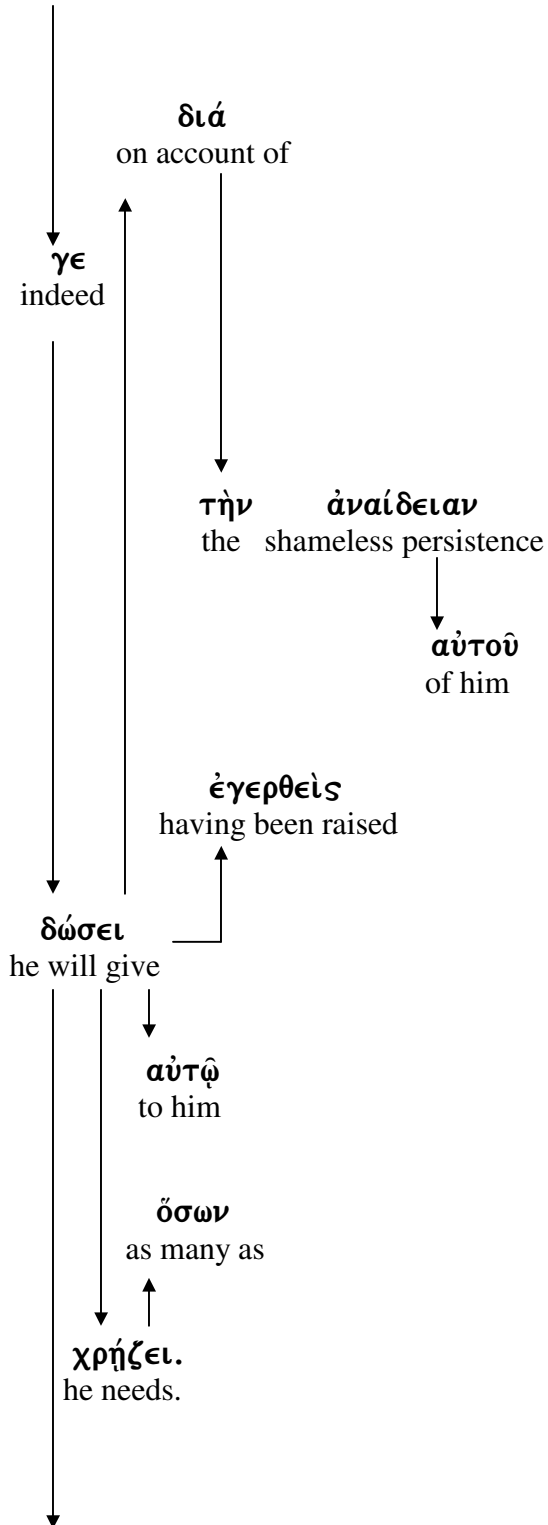 διά
on account of
γε
indeed
τὴν ἀναίδειαν
the shameless persistence
αὐτοῦ
of him
ἐγερθεὶς
having been raised
δώσει
he will give
αὐτῷ
to him
ὅσων
as many as
χρῄζει.
he needs.